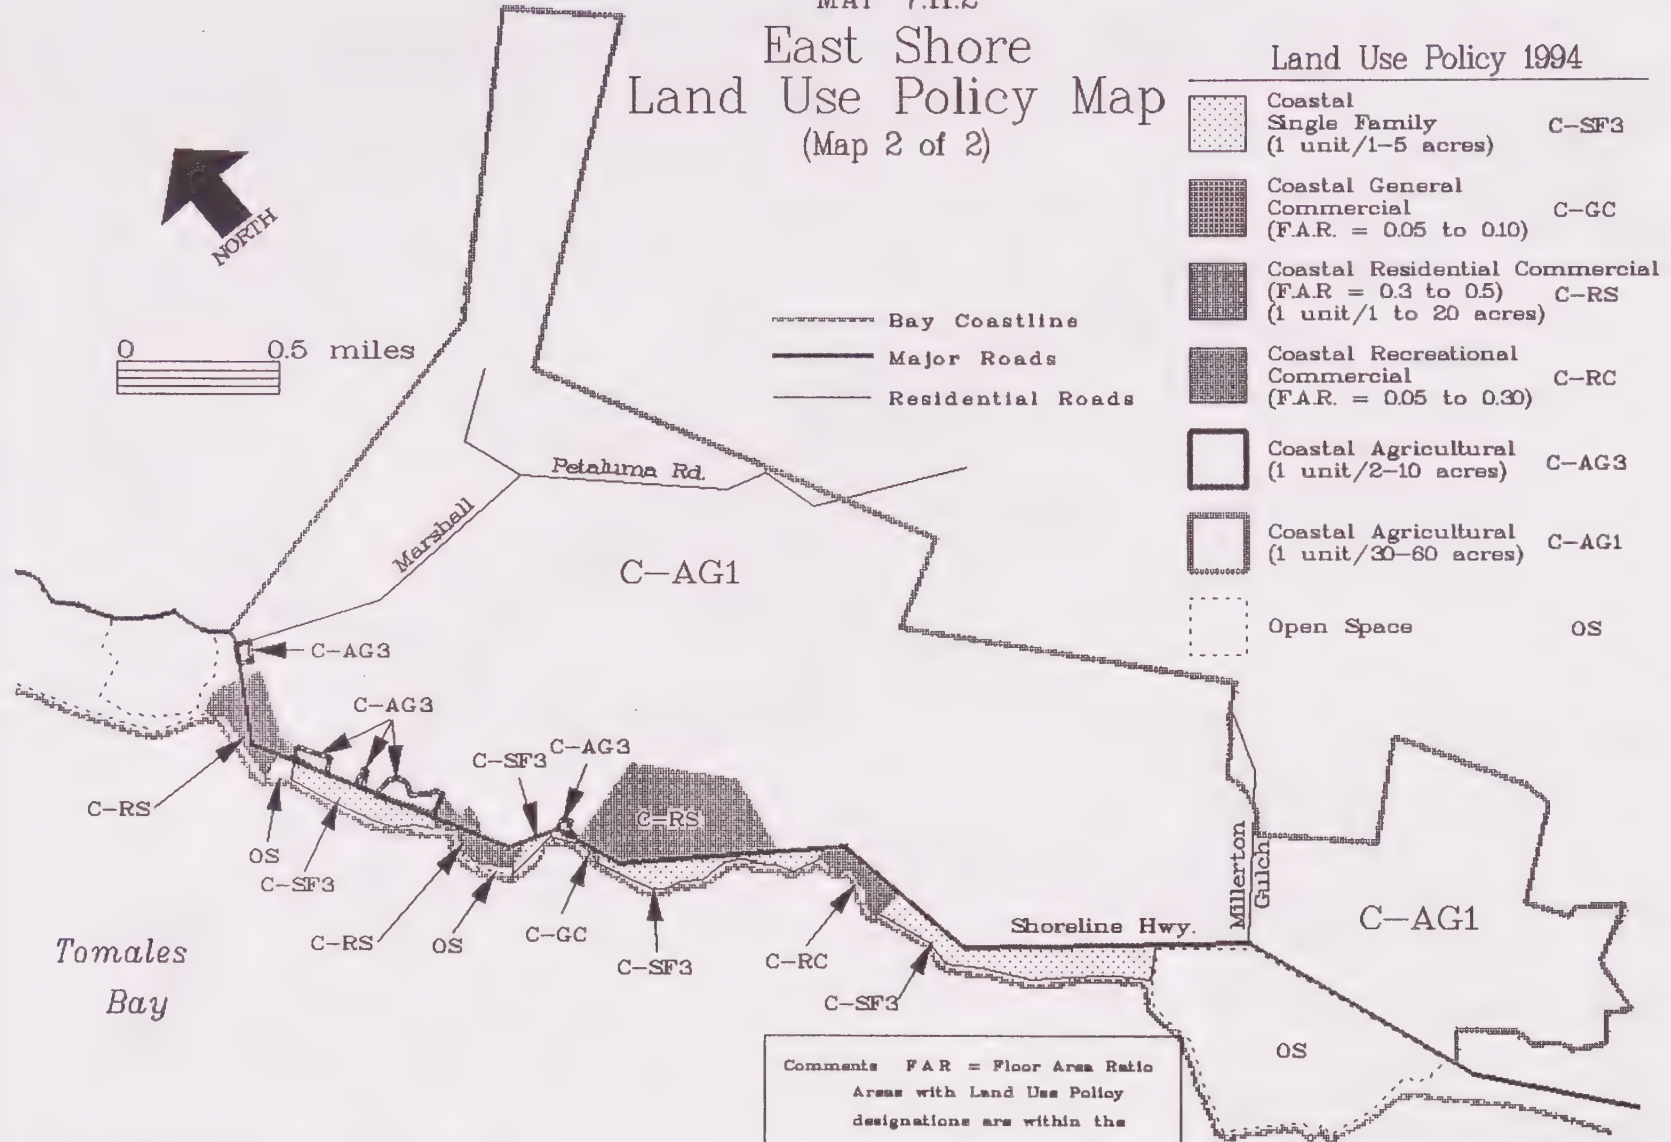 MAP 7.11.2
East Shore
Land Use Policy Map
(Map 2 of 2)
NORTH
0 0.5 miles
Bay Coastline
Major Roads
Residential Roads
Land Use Policy 1994
Coastal
Single Family C-SF3
(1 unit/1-5 acres)
Coastal General
Commercial C-GC
(F.A.R. = 0.05 to 0.10)
Coastal Residential Commercial
(F.A.R = 0.3 to 0.5) C-RS
(1 unit/1 to 20 acres)
Coastal Recreational
Commercial C-RC
(F.A.R. = 0.05 to 0.30)
Coastal Agricultural
(1 unit/2-10 acres) C-AG3
Coastal Agricultural
(1 unit/30-60 acres) C-AG1
Open Space OS
Petaluma Rd.
Marshall
C-AG1
C-AG3
C-AG3
C-SF3
C-AG3
C-RS
C-RS
OS
C-SF3
C-RS
OS
C-GC
C-SF3
C-RC
C-SF3
Shoreline Hwy.
Millerton
Gulch
C-AG1
OS
Tomales
Bay
Comments FAR = Floor Area Ratio
Areas with Land Use Policy
designations are within the